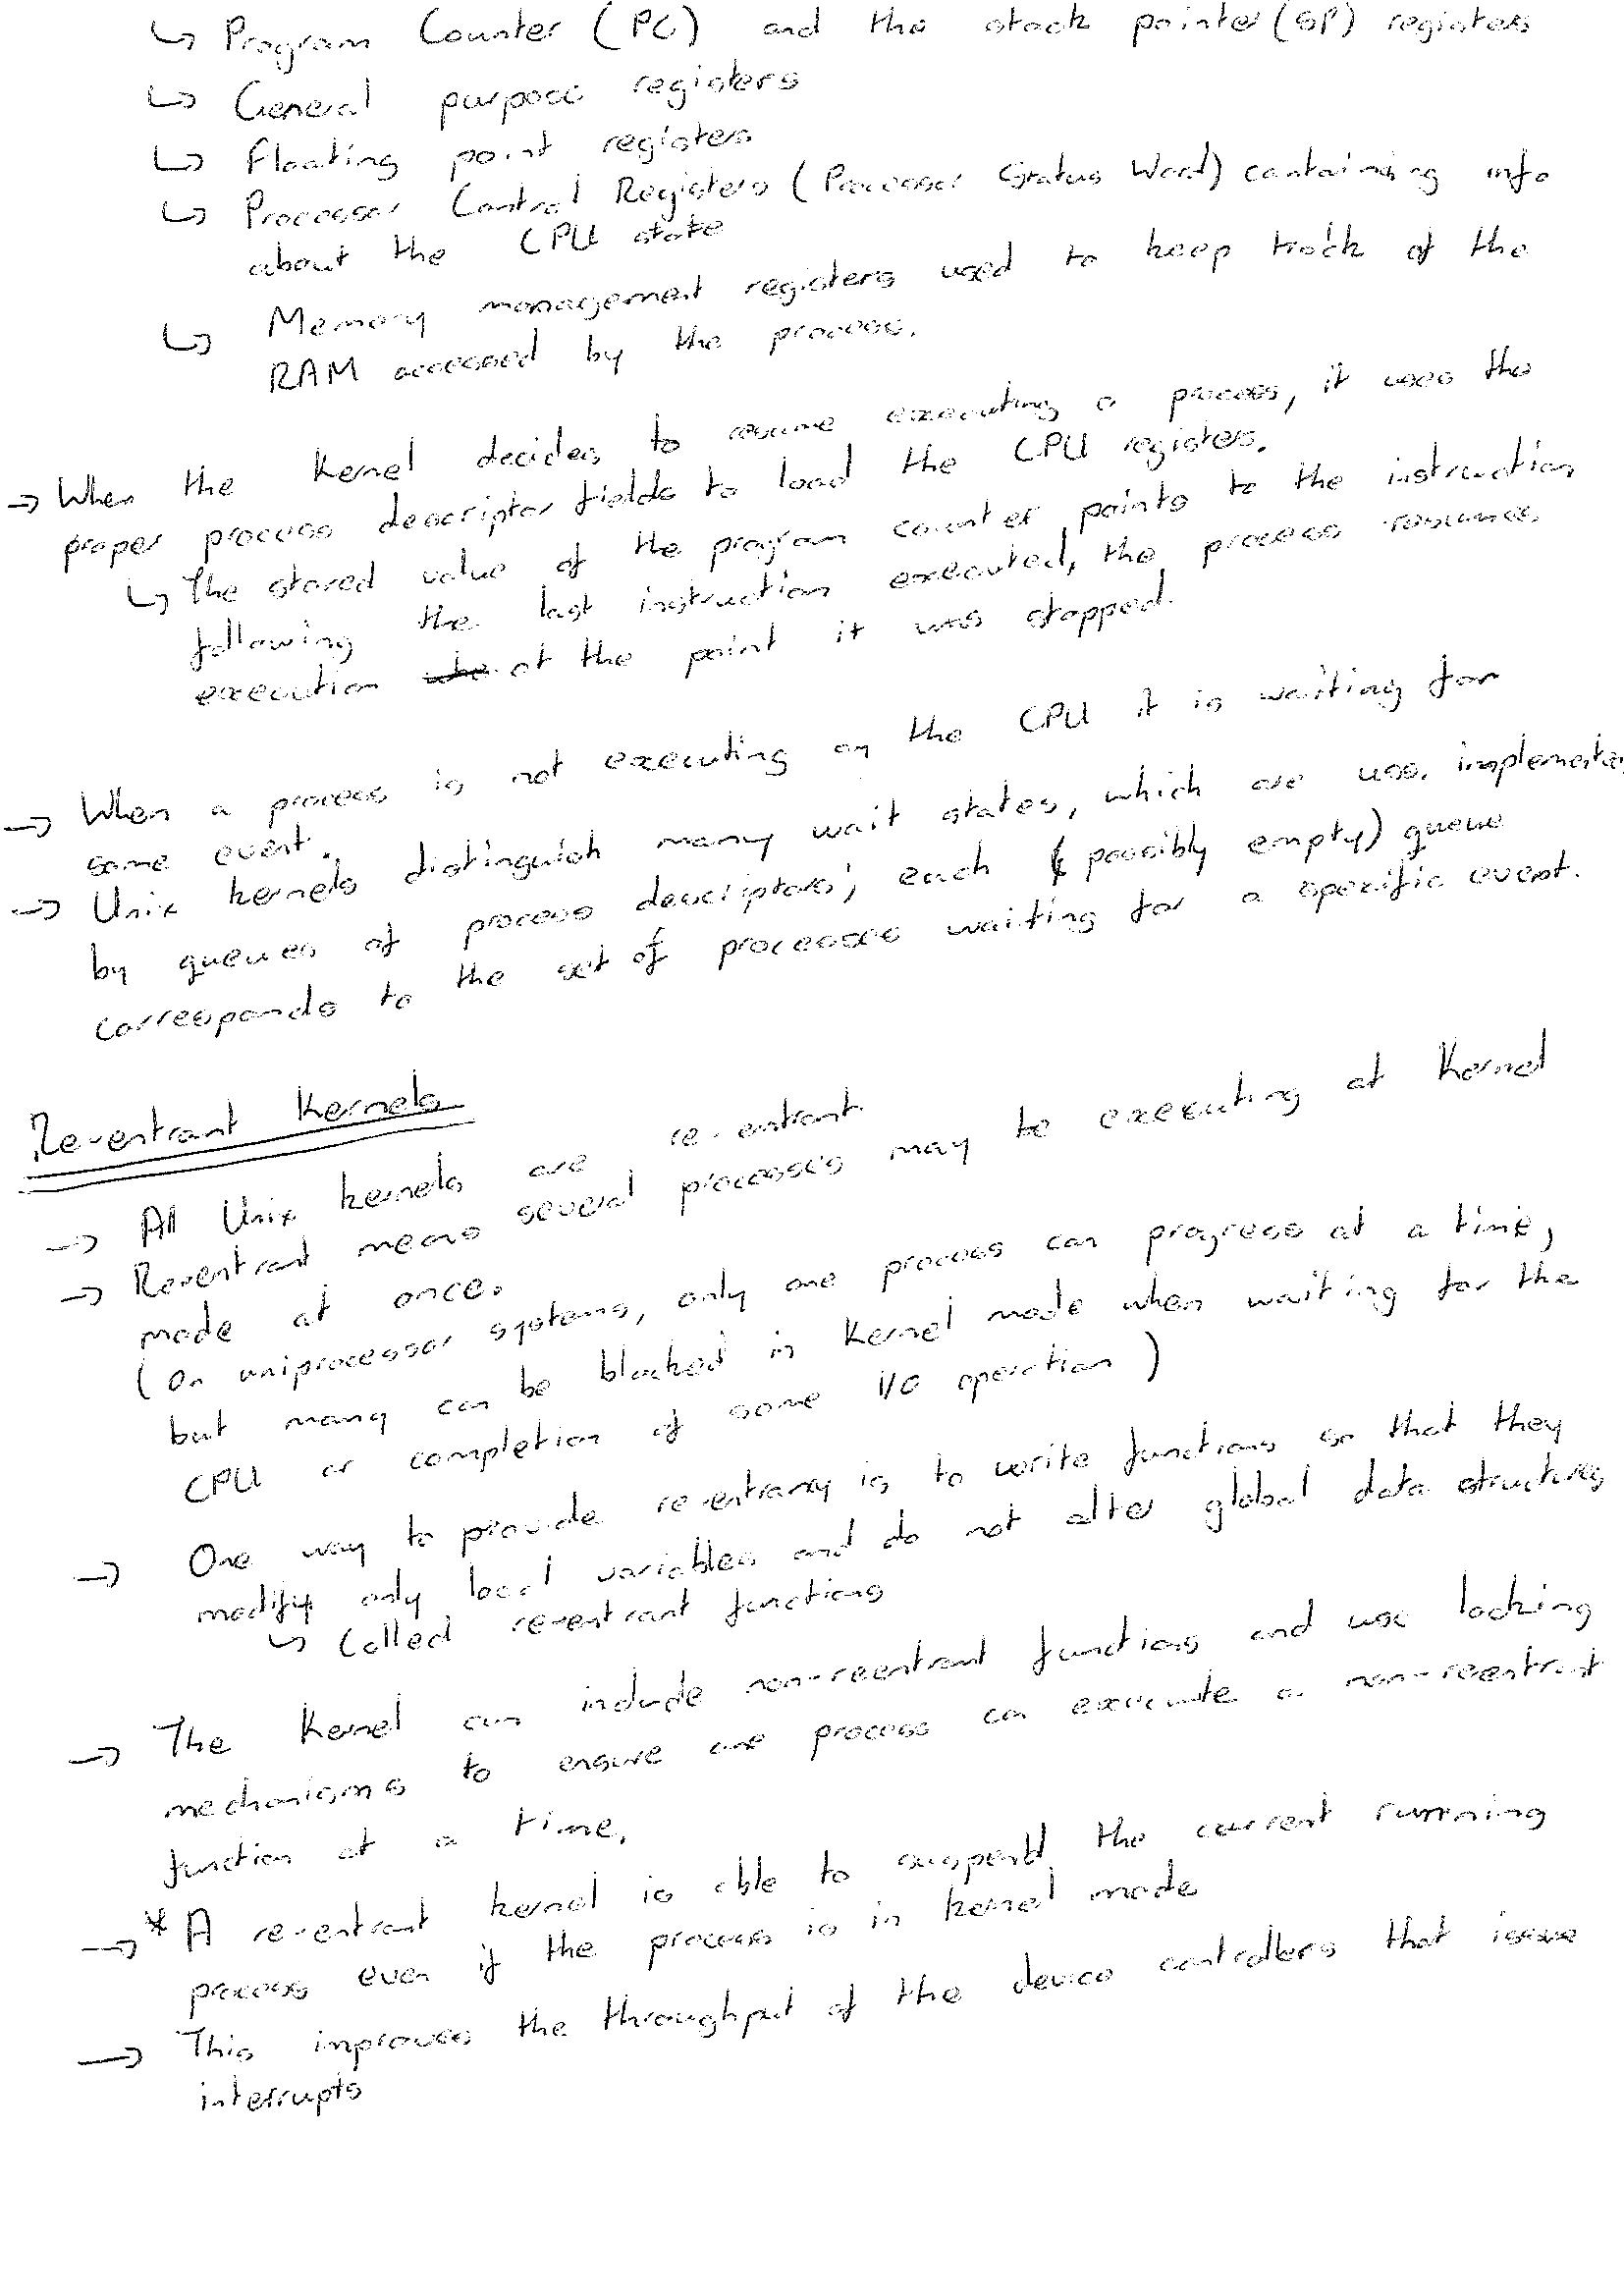 ↳ Program Counter (PC) and the stack pointer (SP) registers
↳ General purpose registers
↳ Floating point registers
↳ Processor Control Registers (Processor Status Word) containing info
about the CPU state
↳ Memory management registers used to keep track of the
RAM accessed by the process.
→ When the kernel decides to resume executing a process, it uses the
proper process descriptor fields to load the CPU registers.
↳ The stored value of the program counter points to the instruction
following the last instruction executed, the process resumes
execution at the point it was stopped.
→ When a process is not executing on the CPU it is waiting for
some event.
→ Unix kernels distinguish many wait states, which are implemented
by queues of process descriptors; each (possibly empty) queue
corresponds to the set of processes waiting for a specific event.
Re-entrant Kernels
→ All Unix kernels are re-entrant
→ Re-entrant means several processes may be executing at Kernel
mode at once.
(On uniprocessor systems, only one process can progress at a time,
but many can be blocked in kernel mode when waiting for the
CPU or completion of some I/O operation)
→ One way to provide re-entrancy is to write functions so that they
modify only local variables and do not alter global data structures
↳ Called re-entrant functions
→ The Kernel can include non-reentrant functions and use locking
mechanisms to ensure one process can execute a non-reentrant
function at a time.
→ * A re-entrant kernel is able to suspend the current running
process even if the process is in kernel mode
→ This improves the throughput of the device controllers that issue
interrupts